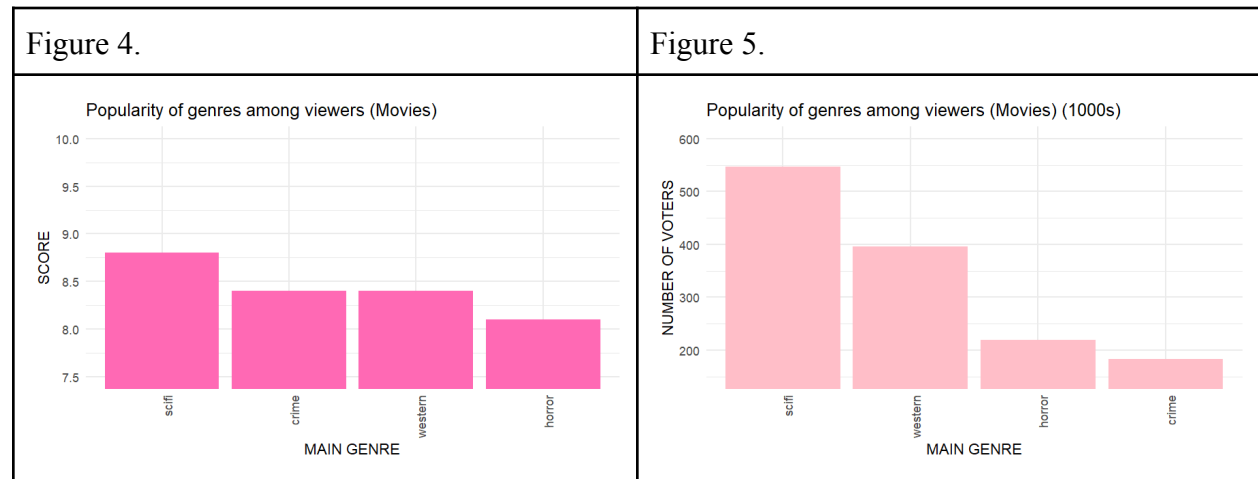 Figure 4.
Figure 5.
Popularity of genres among viewers (Movies)
10.0
9.5
9.0
8.5
8.0
7.5
SCORE
scifi
crime
western
horror
MAIN GENRE
Popularity of genres among viewers (Movies) (1000s)
600
500
400
300
200
NUMBER OF VOTERS
scifi
western
horror
crime
MAIN GENRE